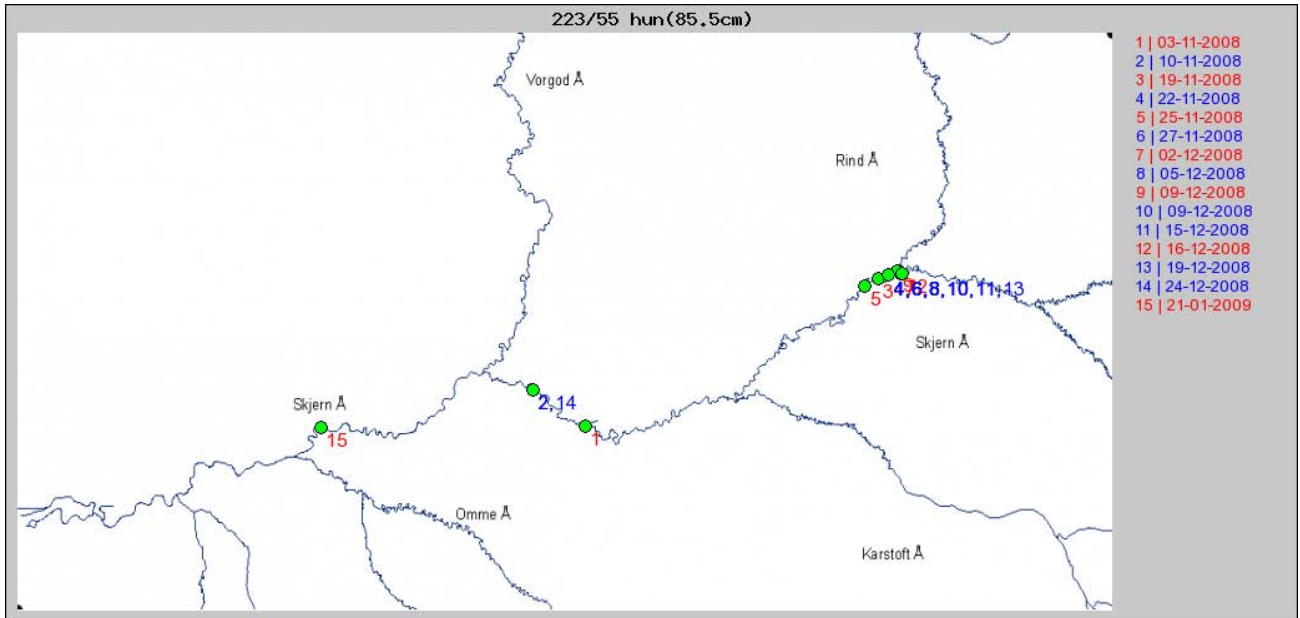 223/55 hun(85.5cm)
Vorgod Å
Rind Å
Skjern Å
Skjern Å
Omme Å
Karstoft Å
5
3
4,6,8,10,11,13
2,14
1
15
1 | 03-11-2008
2 | 10-11-2008
3 | 19-11-2008
4 | 22-11-2008
5 | 25-11-2008
6 | 27-11-2008
7 | 02-12-2008
8 | 05-12-2008
9 | 09-12-2008
10 | 09-12-2008
11 | 15-12-2008
12 | 16-12-2008
13 | 19-12-2008
14 | 24-12-2008
15 | 21-01-2009